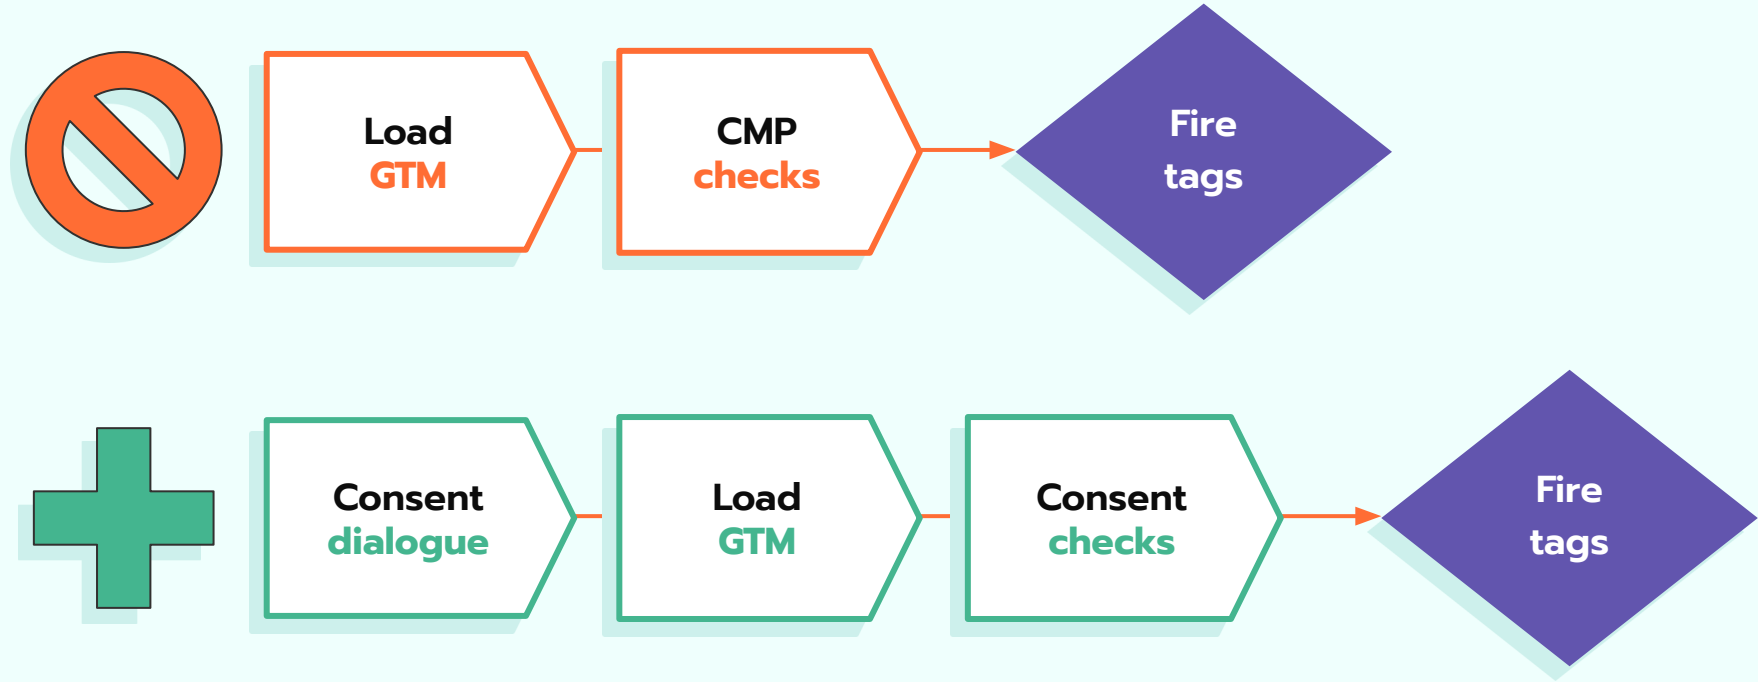 Load
GTM
CMP
checks
Fire
tags
Consent
dialogue
Load
GTM
Consent
checks
Fire
tags